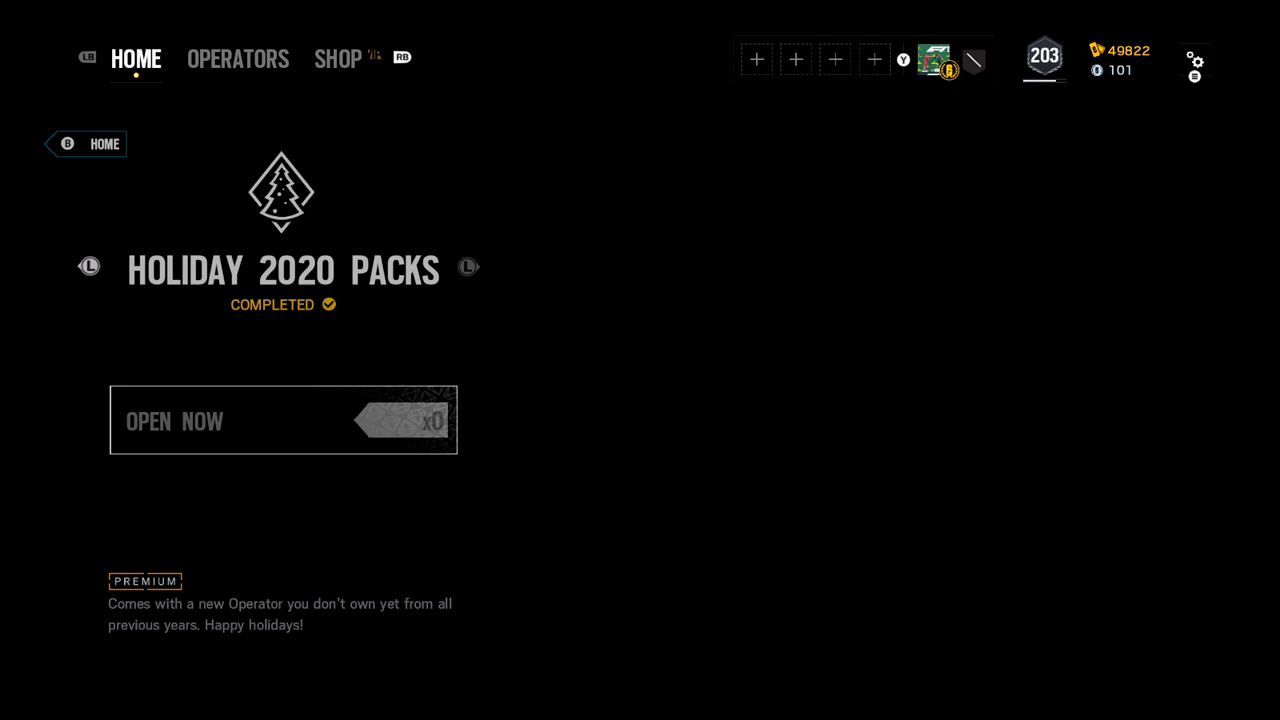 LB HOME OPERATORS SHOP RB
Y
203
49822
101
B HOME
L HOLIDAY 2020 PACKS L
COMPLETED
OPEN NOW x0
PREMIUM
Comes with a new Operator you don't own yet from all
previous years. Happy holidays!